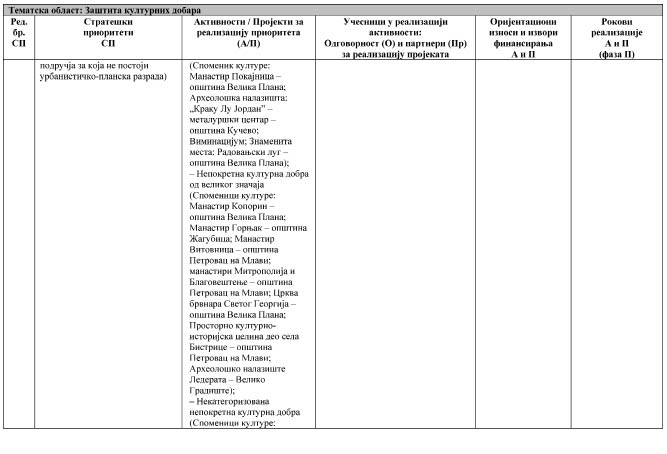 Тематска област: Заштита културних добара
Ред.
бр.
СП
Стратешки
приоритети
СП
Активности / Пројекти за
реализацију приоритета
(А/П)
Учесници у реализацији
активности:
Одговорност (О) и партнери (Пр)
за реализацију пројеката
Оријентациони
износи и извори
финансирања
А и П
Рокови
реализације
А и П
(фаза II)
подручја за која не постоји
урбанистичко-планска разрада)
(Споменик културе:
Манастир Покајница –
општина Велика Плана;
Археолошка налазишта:
„Краку Лу Јордан” –
металуршки центар –
општина Кучево;
Виминацијум; Знаменита
места: Радовањски луг –
општина Велика Плана);
– Непокретна културна добра
од великог значаја
(Споменици културе:
Манастир Копорин –
општина Велика Плана;
Манастир Горњак – општина
Жагубица; Манастир
Витовница – општина
Петровац на Млави;
манастири Митрополија и
Благовештење – општина
Петровац на Млави; Црква
брвнара Светог Георгија –
општина Велика Плана;
Просторно културно-
историјска целина део села
Бистрице – општина
Петровац на Млави;
Археолошко налазиште
Ледерата – Велико
Градиште);
– Некатегоризована
непокретна културна добра
(Споменици културе: